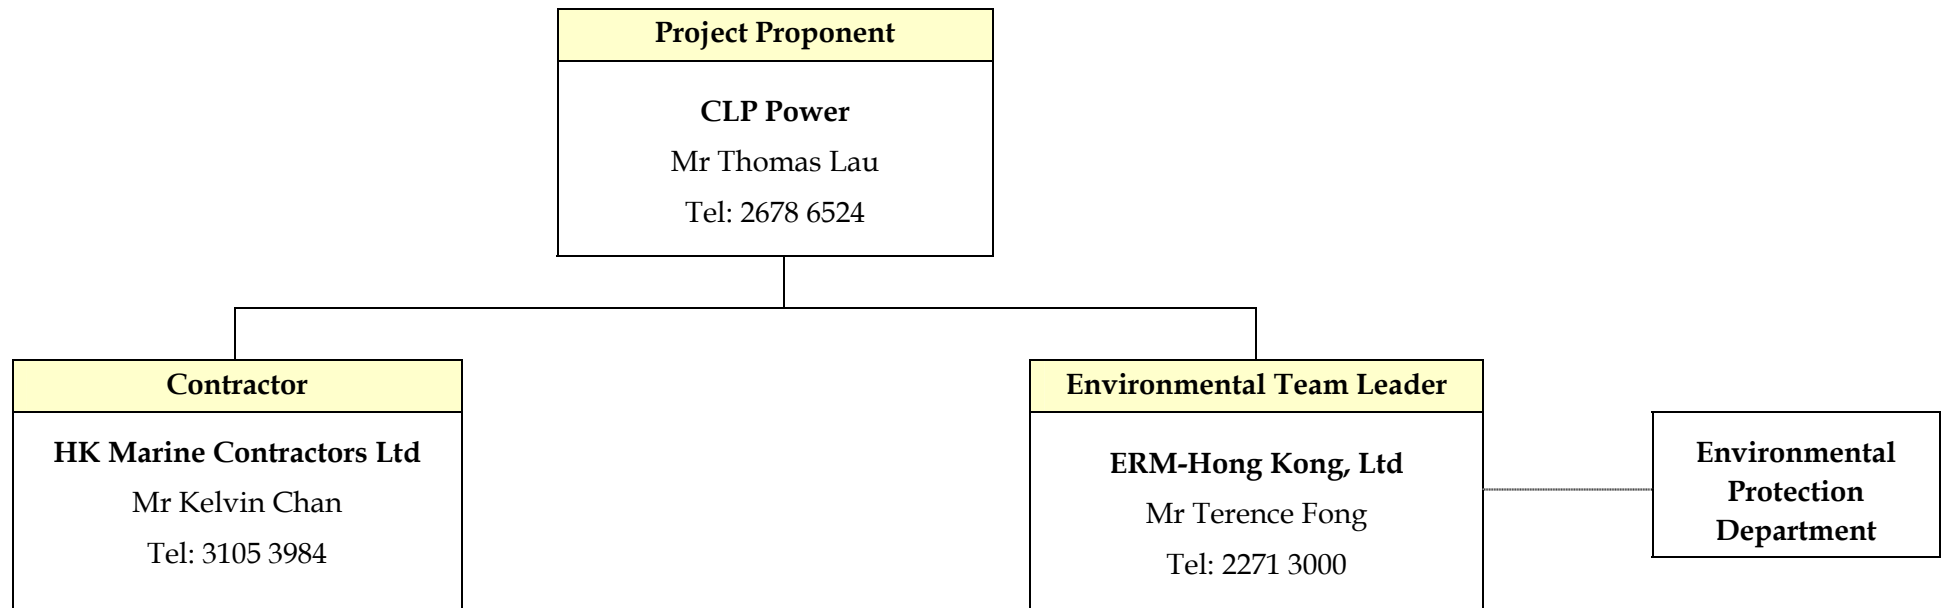 Project Proponent
CLP Power
Mr Thomas Lau
Tel: 2678 6524
Contractor
HK Marine Contractors Ltd
Mr Kelvin Chan
Tel: 3105 3984
Environmental Team Leader
ERM-Hong Kong, Ltd
Mr Terence Fong
Tel: 2271 3000
Environmental
Protection
Department